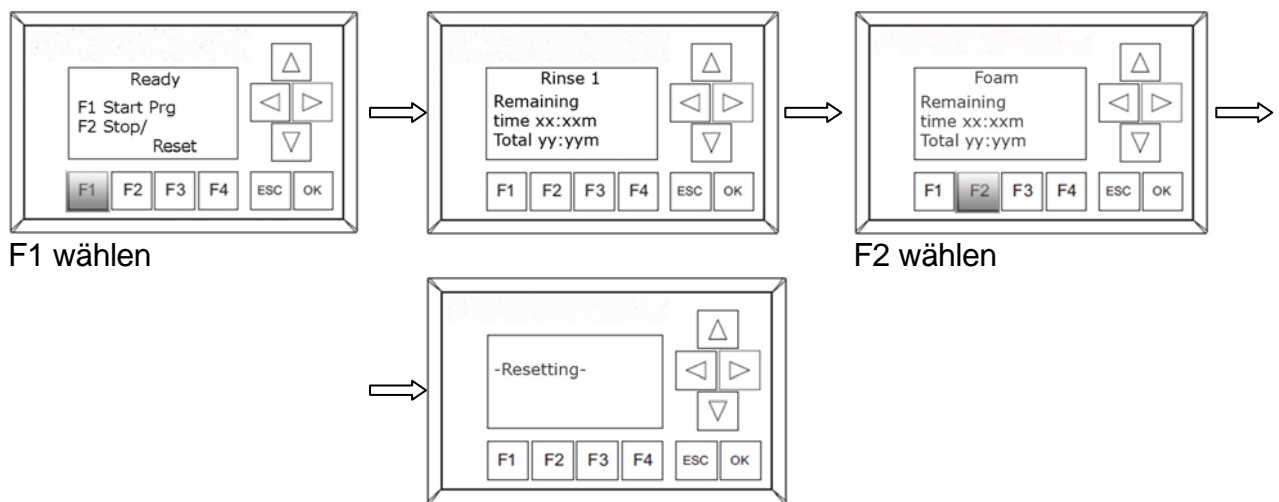 Ready
F1 Start Prg
F2 Stop/
Reset
F1 F2 F3 F4 ESC OK
F1 wählen
Rinse 1
Remaining
time xx:xxm
Total yy:yym
F1 F2 F3 F4 ESC OK
Foam
Remaining
time xx:xxm
Total yy:yym
F1 F2 F3 F4 ESC OK
F2 wählen
-Resetting-
F1 F2 F3 F4 ESC OK